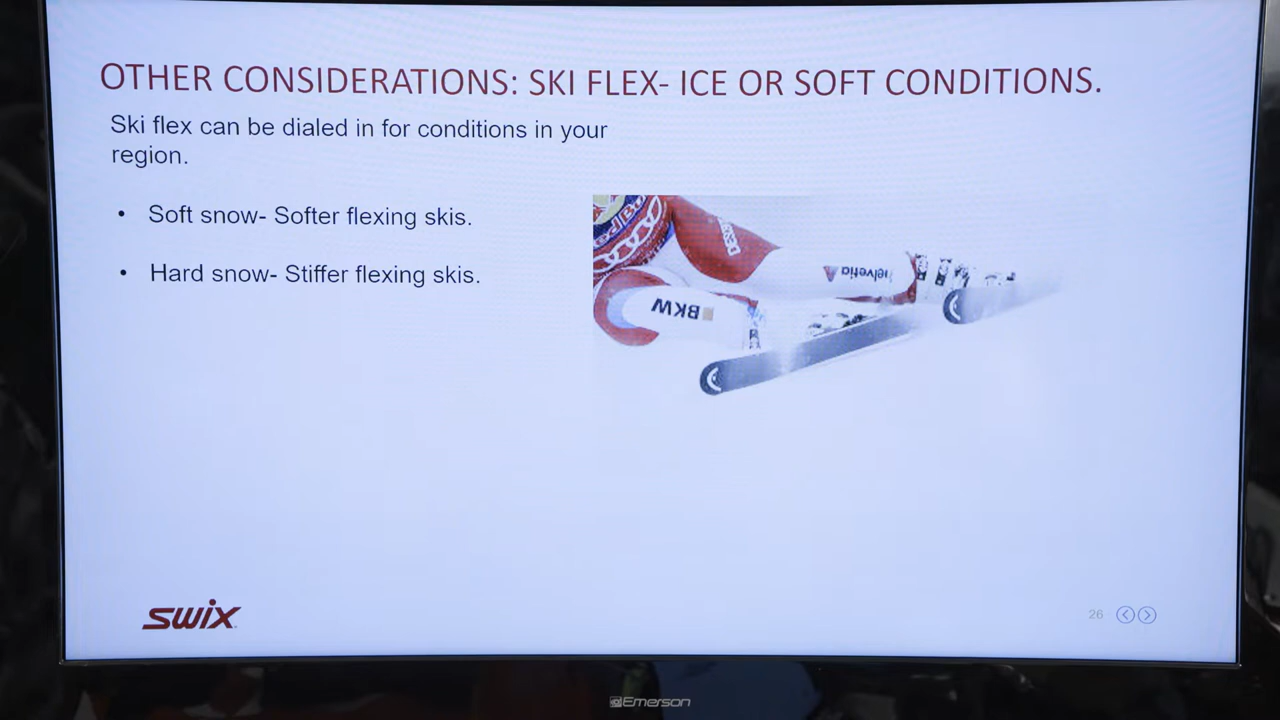 OTHER CONSIDERATIONS: SKI FLEX- ICE OR SOFT CONDITIONS.
Ski flex can be dialed in for conditions in your
region.
• Soft snow- Softer flexing skis.
• Hard snow- Stiffer flexing skis.
BKW
helvetia
SWIX
26
Emerson